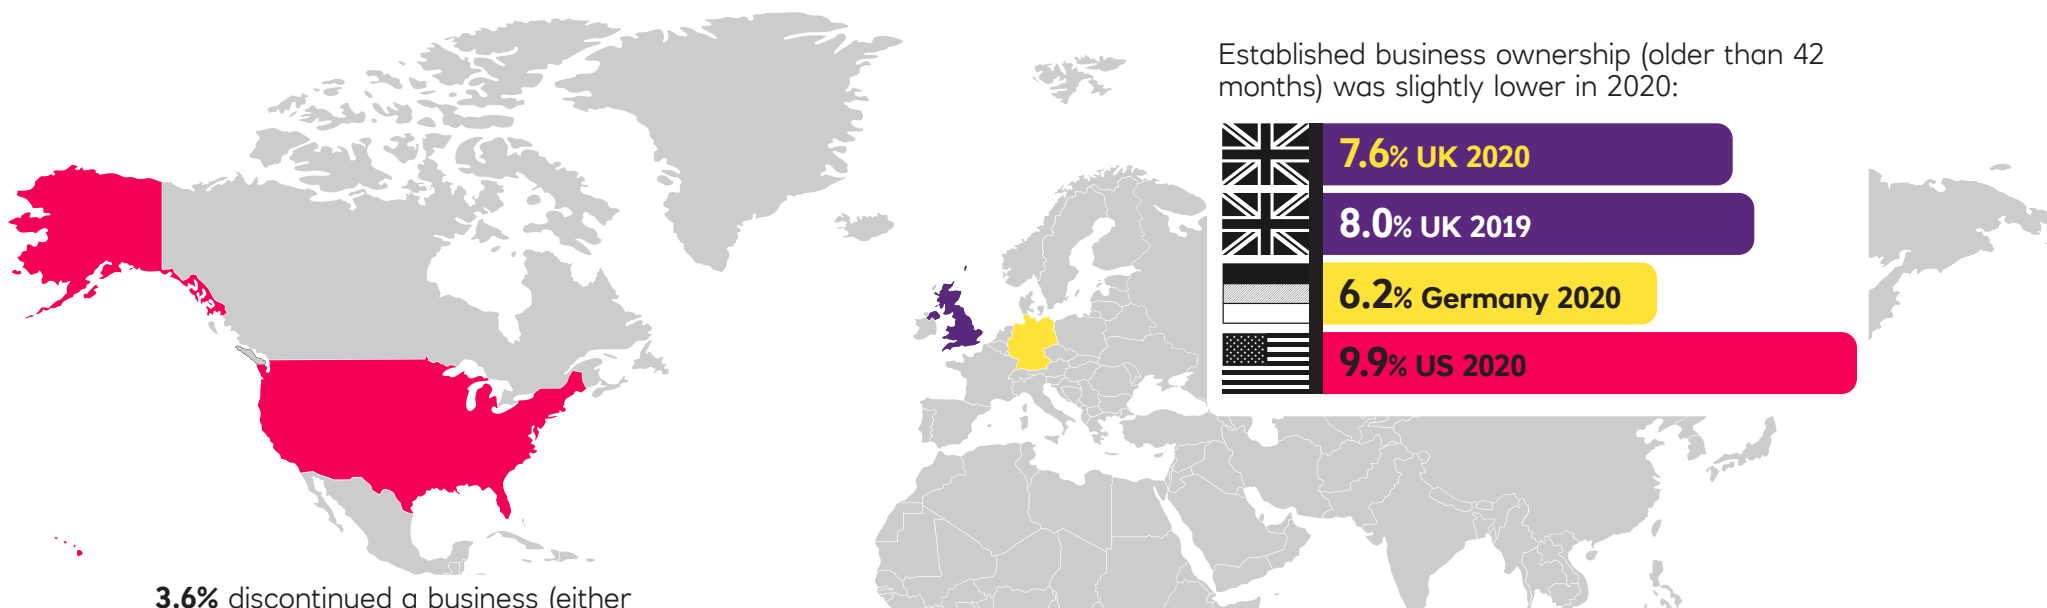 Established business ownership (older than 42
months) was slightly lower in 2020:
7.6% UK 2020
8.0% UK 2019
6.2% Germany 2020
9.9% US 2020
3.6% discontinued a business (either